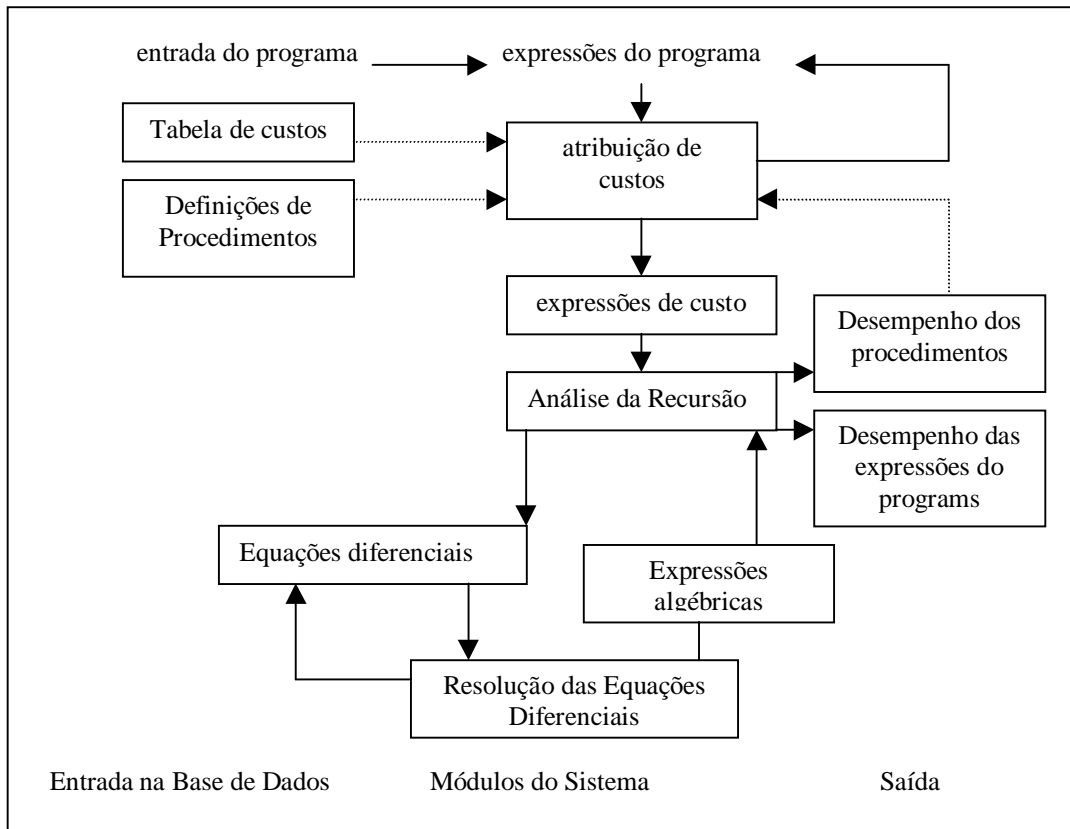 entrada do programa
expressões do programa
Tabela de custos
atribuição de
custos
Definições de
Procedimentos
expressões de custo
Desempenho dos
procedimentos
Análise da Recursão
Desempenho das
expressões do
programs
Equações diferenciais
Expressões
algébricas
Resolução das Equações
Diferenciais
Entrada na Base de Dados
Módulos do Sistema
Saída